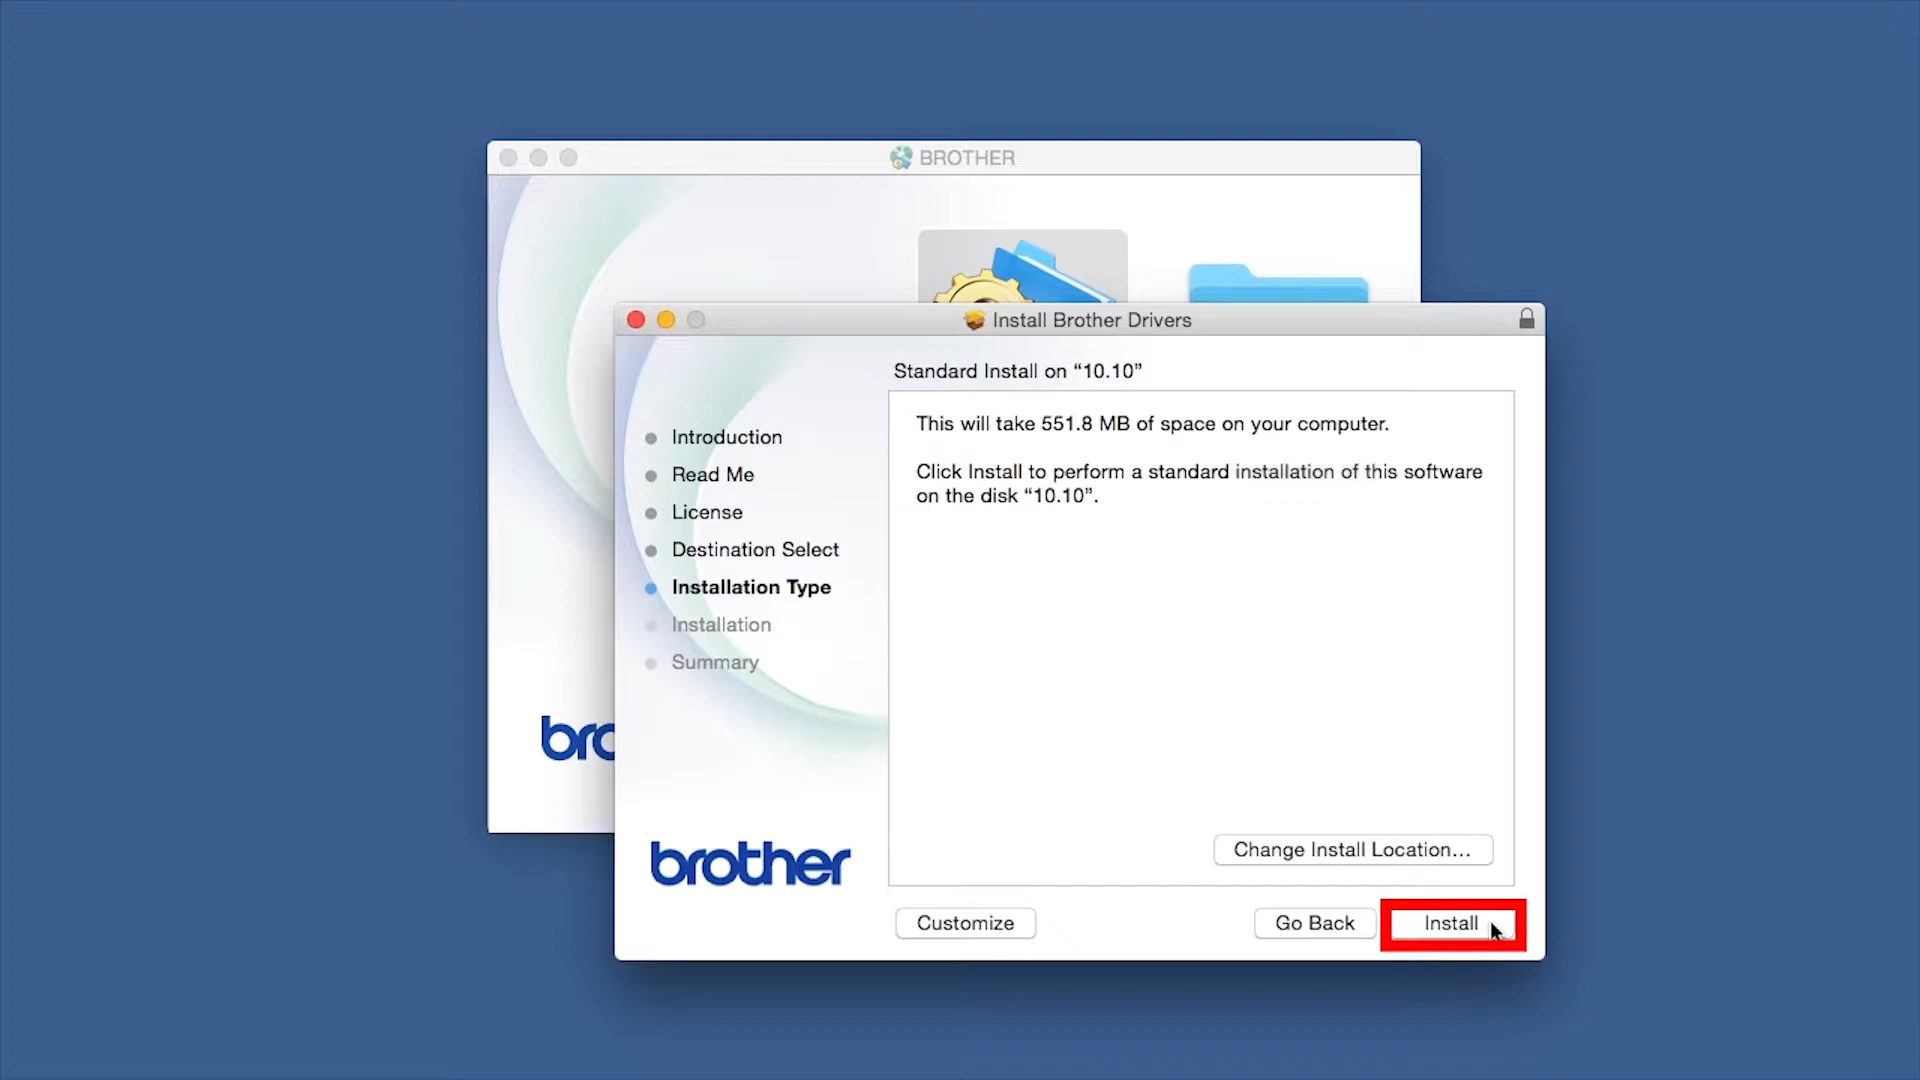 BROTHER
Install Brother Drivers
Standard Install on “10.10”
This will take 551.8 MB of space on your computer.
Click Install to perform a standard installation of this software
on the disk “10.10”.
Introduction
Read Me
License
Destination Select
Installation Type
Installation
Summary
bro
brother
Change Install Location...
Customize
Go Back
Install